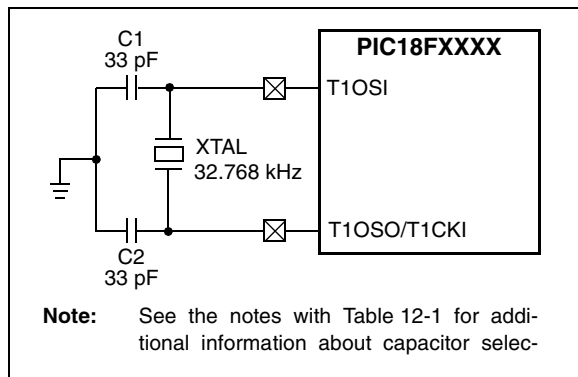 C1
33 pF
PIC18FXXXX
T1OSI
XTAL
32.768 kHz
T1OSO/T1CKI
C2
33 pF
Note: See the notes with Table 12-1 for addi-
tional information about capacitor selec-